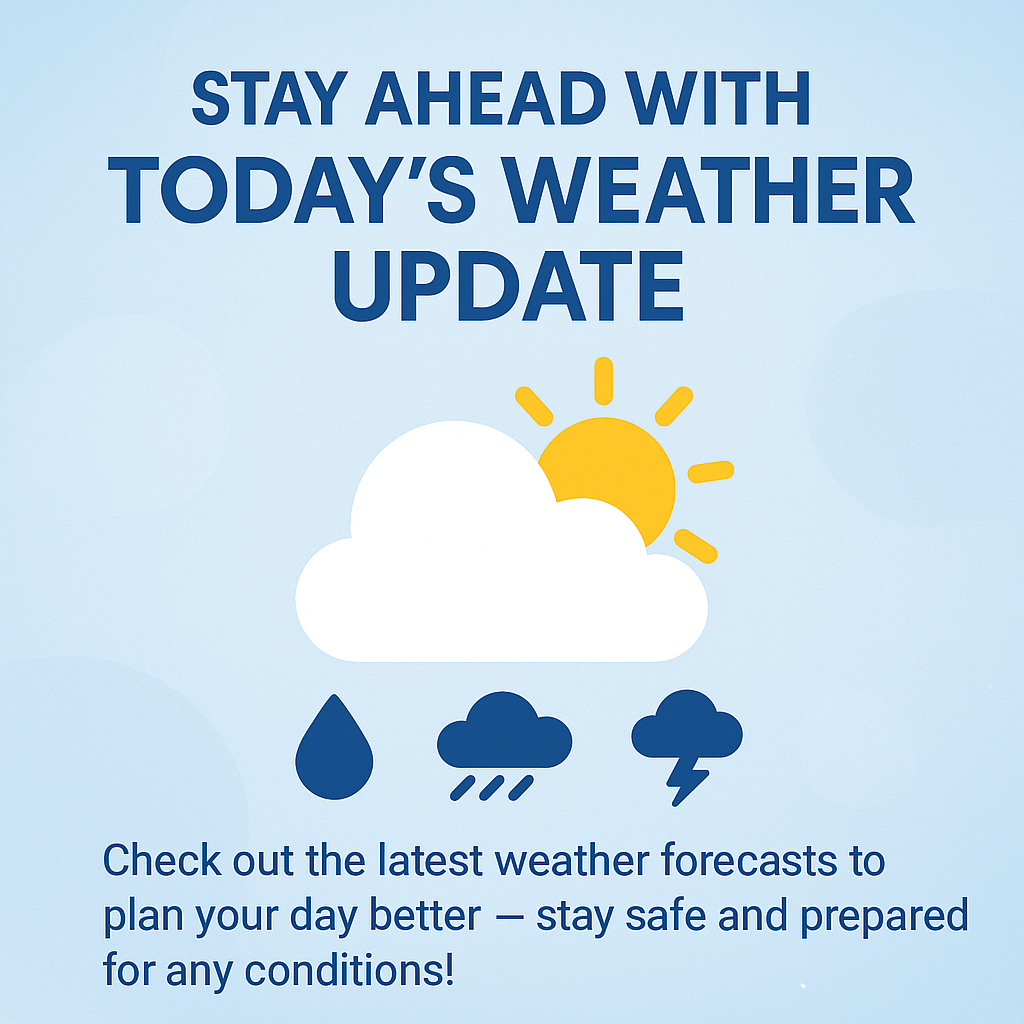 STAY AHEAD WITH
TODAY’S WEATHER
UPDATE
Check out the latest weather forecasts to
plan your day better — stay safe and prepared
for any conditions!